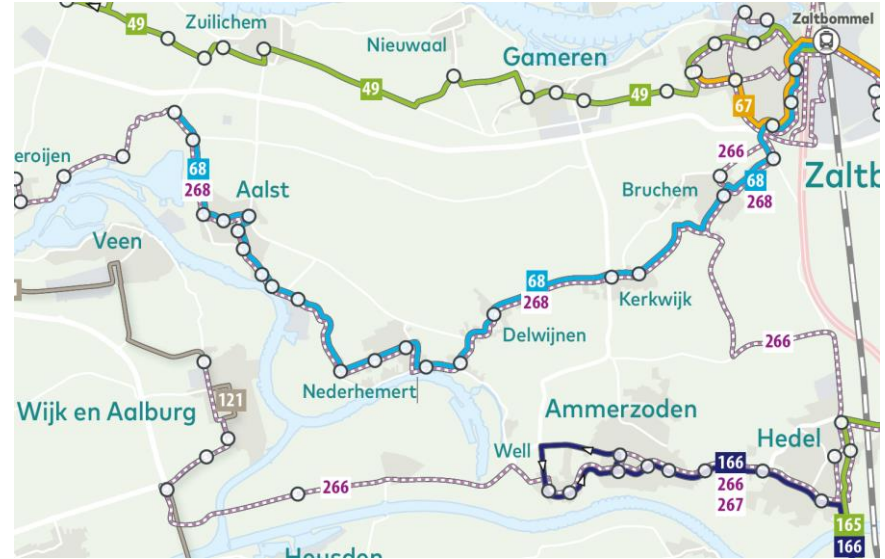 49
Zuilichem
Nieuwaal
Gameren
Zaltbommel
49
49
67
eroijen
68
268
Aalst
266
68
268
Bruchem
Zaltb
Veen
68
268
Kerkwijk
Delwijnen
266
Nederhemert
121
Wijk en Aalburg
Ammerzoden
Hedel
Well
166
266
267
266
165
166
Heusden